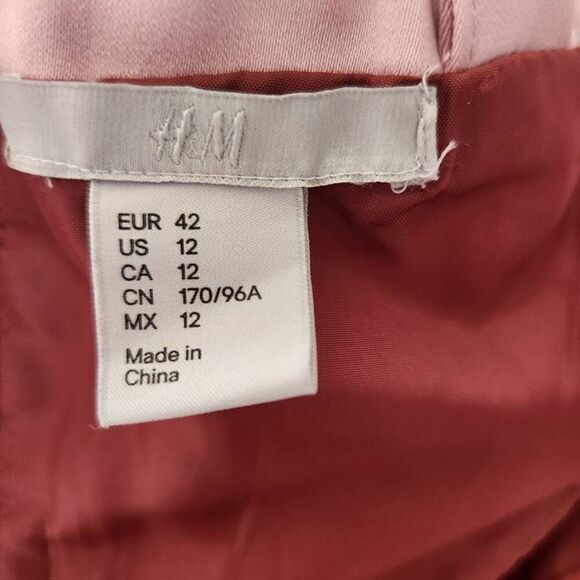 H&M
EUR 42
US 12
CA 12
CN 170/96A
MX 12
Made in
China